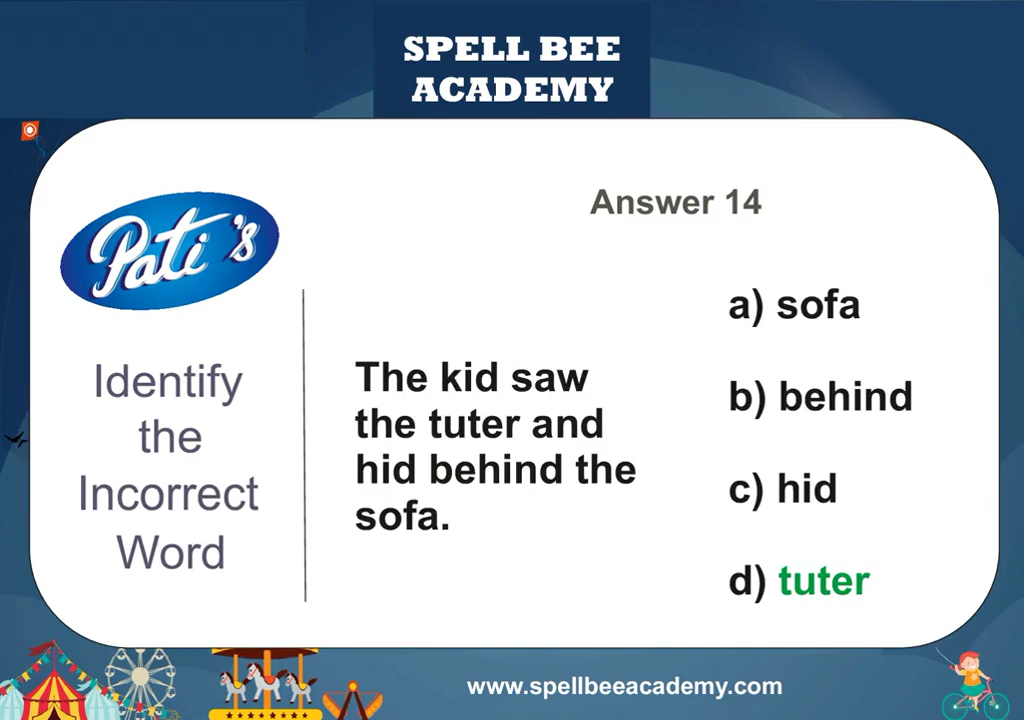 SPELL BEE
ACADEMY
Answer 14
Pati's
Identify
the
Incorrect
Word
The kid saw
the tuter and
hid behind the
sofa.
a) sofa
b) behind
c) hid
d) tuter
www.spellbeeacademy.com